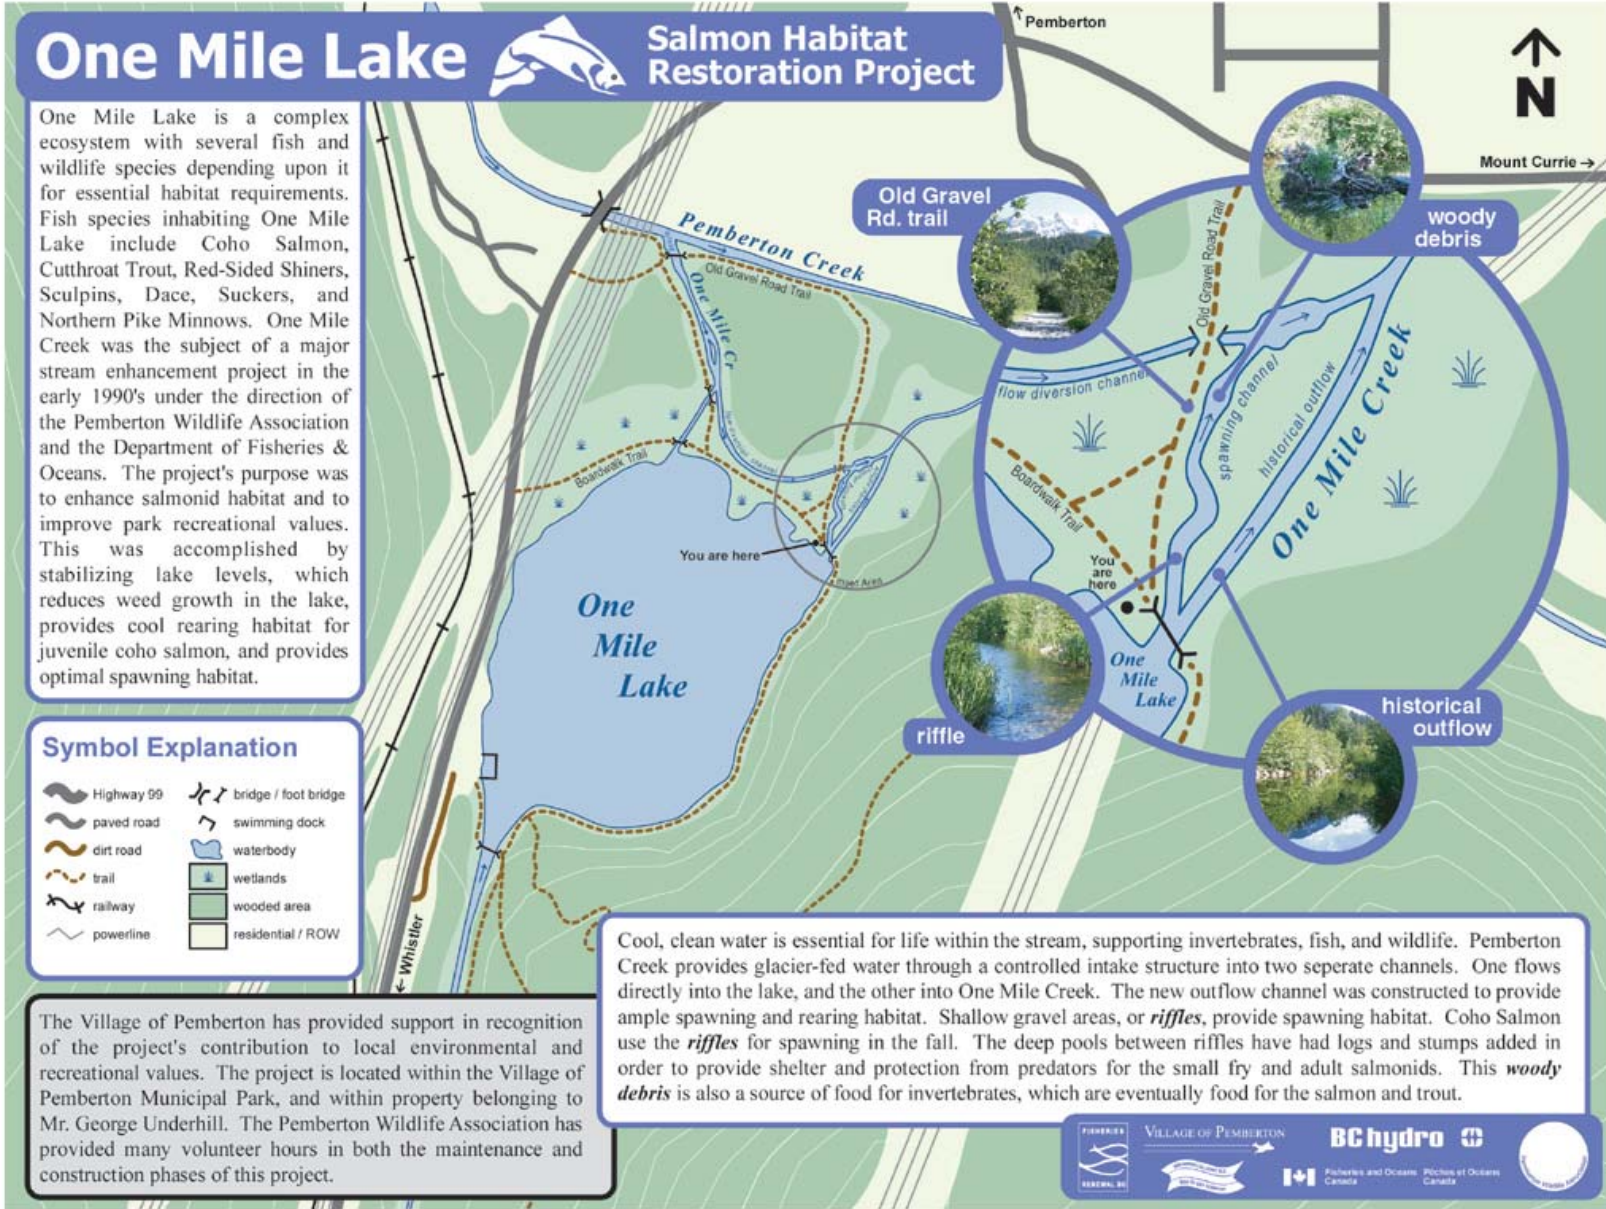 One Mile Lake
Salmon Habitat
Restoration Project
One Mile Lake is a complex
ecosystem with several fish and
wildlife species depending upon it
for essential habitat requirements.
Fish species inhabiting One Mile
Lake include Coho Salmon,
Cutthroat Trout, Red-Sided Shiners,
Sculpins, Dace, Suckers, and
Northern Pike Minnows. One Mile
Creek was the subject of a major
stream enhancement project in the
early 1990's under the direction of
the Pemberton Wildlife Association
and the Department of Fisheries &
Oceans. The project's purpose was
to enhance salmonid habitat and to
improve park recreational values.
This was accomplished by
stabilizing lake levels, which
reduces weed growth in the lake,
provides cool rearing habitat for
juvenile coho salmon, and provides
optimal spawning habitat.
Symbol Explanation
Highway 99
paved road
dirt road
trail
railway
powerline
bridge / foot bridge
swimming dock
waterbody
wetlands
wooded area
residential / ROW
The Village of Pemberton has provided support in recognition
of the project's contribution to local environmental and
recreational values. The project is located within the Village of
Pemberton Municipal Park, and within property belonging to
Mr. George Underhill. The Pemberton Wildlife Association has
provided many volunteer hours in both the maintenance and
construction phases of this project.
Pemberton
N
Mount Currie
Pemberton Creek
Old Gravel Road Trail
One Mile Cr
Boardwalk Trail
You are here
One
Mile
Lake
Whistler
Old Gravel
Rd. trail
woody
debris
Old Gravel Road Trail
flow diversion channel
spawning channel
historical outflow
One Mile Creek
Boardwalk Trail
You
are
here
One
Mile
Lake
riffle
historical
outflow
Cool, clean water is essential for life within the stream, supporting invertebrates, fish, and wildlife. Pemberton
Creek provides glacier-fed water through a controlled intake structure into two seperate channels. One flows
directly into the lake, and the other into One Mile Creek. The new outflow channel was constructed to provide
ample spawning and rearing habitat. Shallow gravel areas, or riffles, provide spawning habitat. Coho Salmon
use the riffles for spawning in the fall. The deep pools between riffles have had logs and stumps added in
order to provide shelter and protection from predators for the small fry and adult salmonids. This woody
debris is also a source of food for invertebrates, which are eventually food for the salmon and trout.
FISHERIES
RENEWAL BC
VILLAGE OF PEMBERTON
BC hydro
Fisheries and Oceans
Canada
Pêches et Océans
Canada